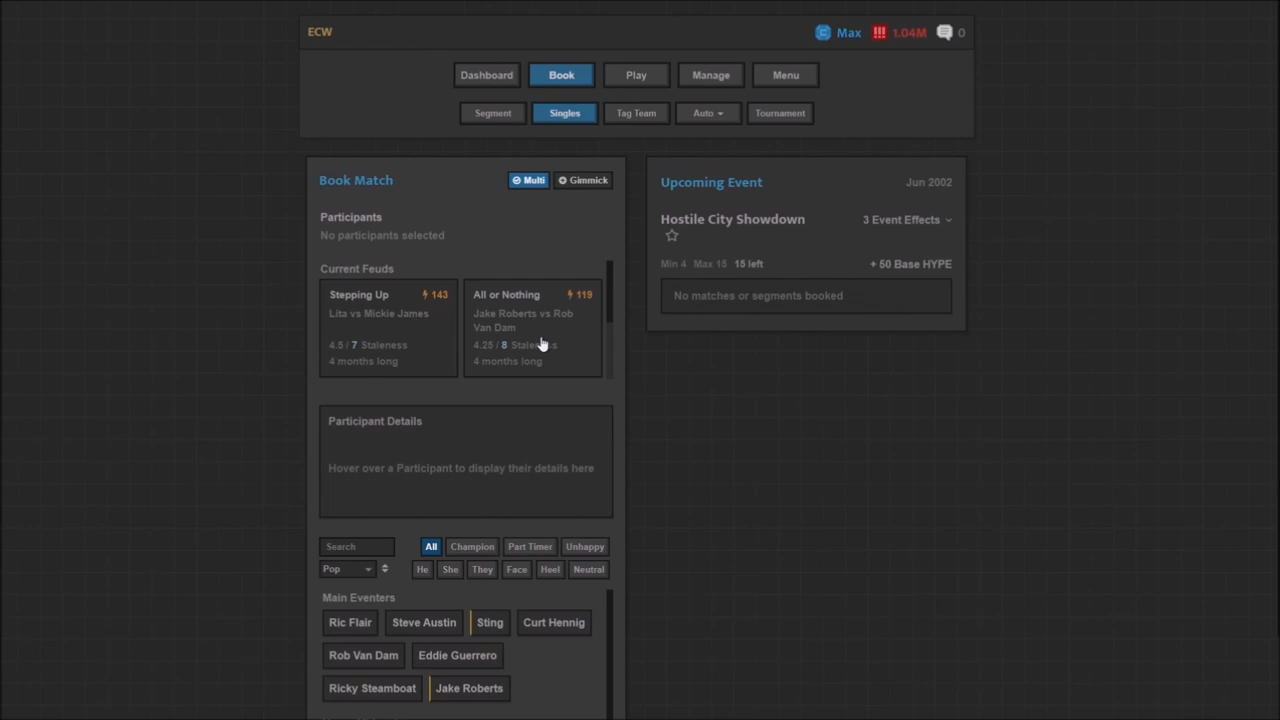 ECW
Max 1.04M 0
Dashboard Book Play Manage Menu
Segment Singles Tag Team Auto Tournament
Book Match Multi Gimmick
Participants
No participants selected
Current Feuds
Stepping Up 143
Lita vs Mickie James
4.5 / 7 Staleness
4 months long
All or Nothing 119
Jake Roberts vs Rob
Van Dam
4.25 / 8 Staleness
4 months long
Participant Details
Hover over a Participant to display their details here
Search All Champion Part Timer Unhappy
Pop He She They Face Heel Neutral
Main Eventers
Ric Flair Steve Austin Sting Curt Hennig
Rob Van Dam Eddie Guerrero
Ricky Steamboat Jake Roberts
Upcoming Event Jun 2002
Hostile City Showdown 3 Event Effects
Min 4 Max 15 15 left + 50 Base HYPE
No matches or segments booked